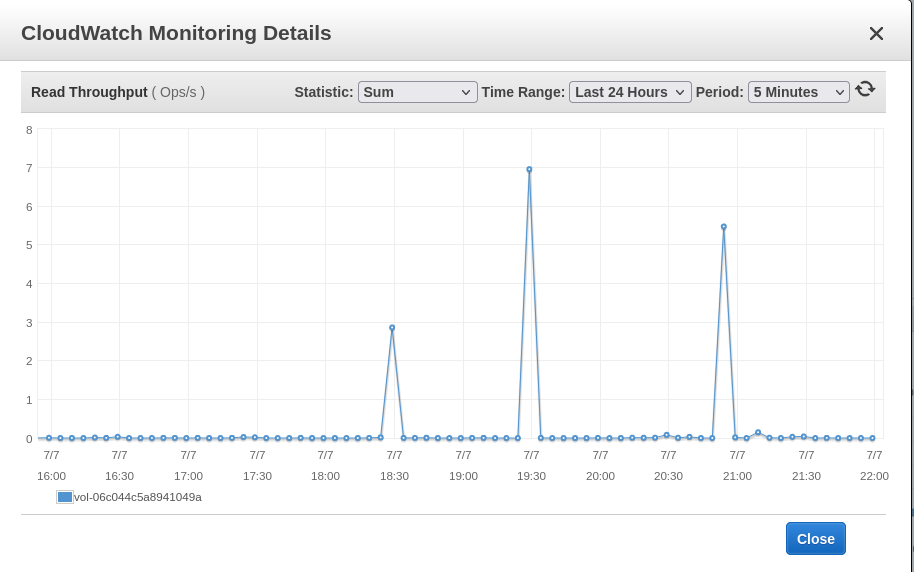 CloudWatch Monitoring Details
Read Throughput ( Ops/s ) Statistic: Sum Time Range: Last 24 Hours Period: 5 Minutes
8
7
6
5
4
3
2
1
0
7/7 7/7 7/7 7/7 7/7 7/7 7/7 7/7 7/7 7/7 7/7 7/7 7/7
16:00 16:30 17:00 17:30 18:00 18:30 19:00 19:30 20:00 20:30 21:00 21:30 22:00
vol-06c044c5a8941049a
Close